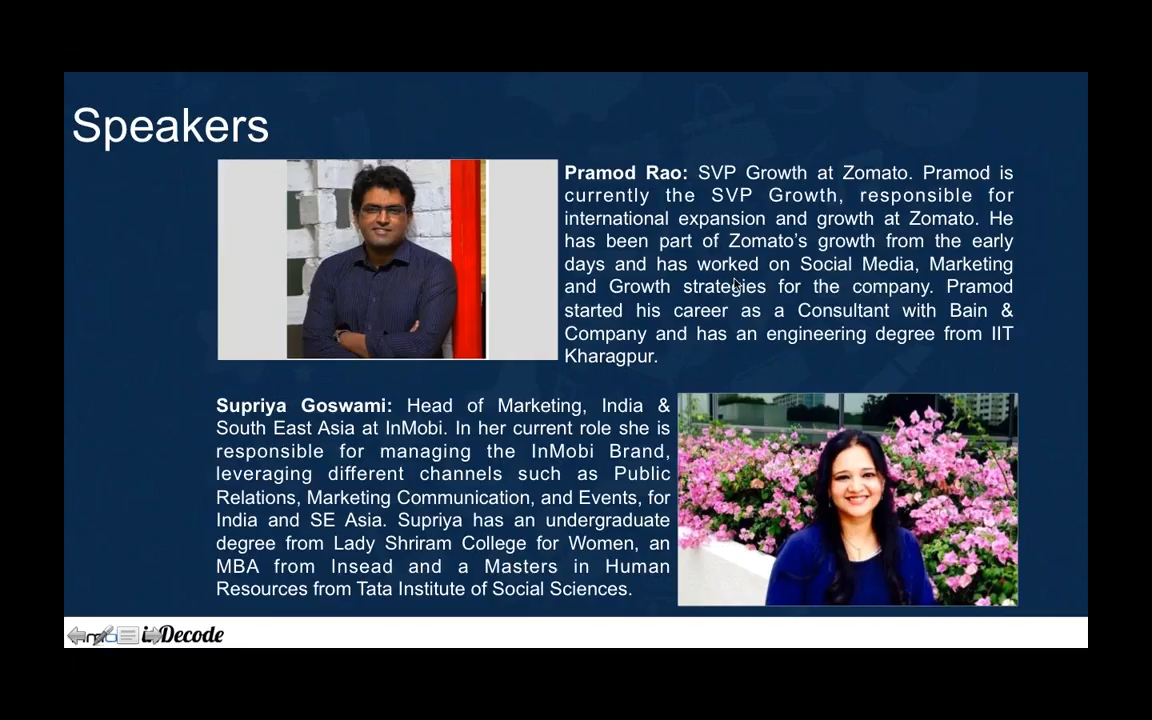 Speakers
Pramod Rao: SVP Growth at Zomato. Pramod is
currently the SVP Growth, responsible for
international expansion and growth at Zomato. He
has been part of Zomato’s growth from the early
days and has worked on Social Media, Marketing
and Growth strategies for the company. Pramod
started his career as a Consultant with Bain &
Company and has an engineering degree from IIT
Kharagpur.
Supriya Goswami: Head of Marketing, India &
South East Asia at InMobi. In her current role she is
responsible for managing the InMobi Brand,
leveraging different channels such as Public
Relations, Marketing Communication, and Events, for
India and SE Asia. Supriya has an undergraduate
degree from Lady Shriram College for Women, an
MBA from Insead and a Masters in Human
Resources from Tata Institute of Social Sciences.
Decode